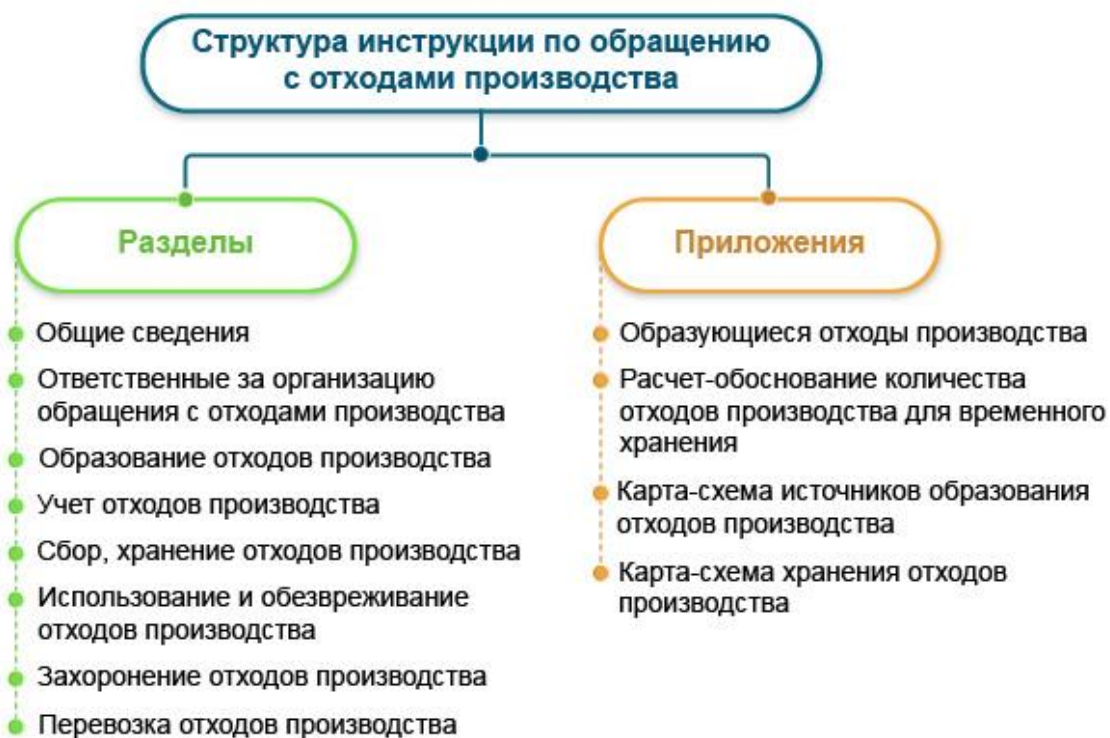 Структура инструкции по обращению
с отходами производства
Разделы
Общие сведения
Ответственные за организацию
обращения с отходами производства
Образование отходов производства
Учет отходов производства
Сбор, хранение отходов производства
Использование и обезвреживание
отходов производства
Захоронение отходов производства
Перевозка отходов производства
Приложения
Образующиеся отходы производства
Расчет-обоснование количества
отходов производства для временного
хранения
Карта-схема источников образования
отходов производства
Карта-схема хранения отходов
производства